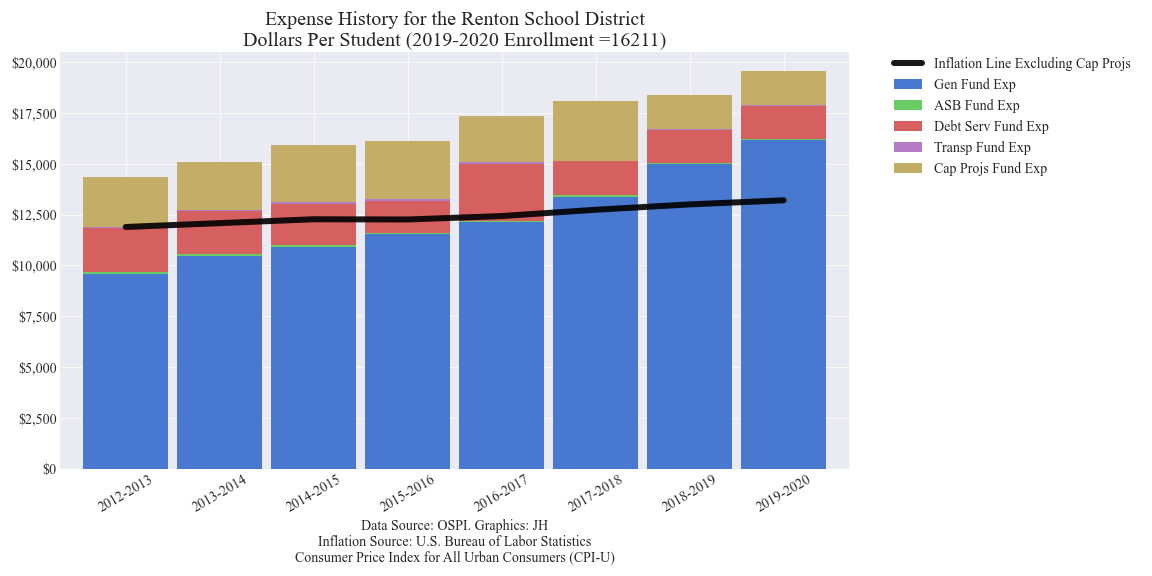 Expense History for the Renton School District
Dollars Per Student (2019-2020 Enrollment =16211)
$20,000
$17,500
$15,000
$12,500
$10,000
$7,500
$5,000
$2,500
$0
2012-2013
2013-2014
2014-2015
2015-2016
2016-2017
2017-2018
2018-2019
2019-2020
Inflation Line Excluding Cap Projs
Gen Fund Exp
ASB Fund Exp
Debt Serv Fund Exp
Transp Fund Exp
Cap Projs Fund Exp
Data Source: OSPI. Graphics: JH
Inflation Source: U.S. Bureau of Labor Statistics
Consumer Price Index for All Urban Consumers (CPI-U)